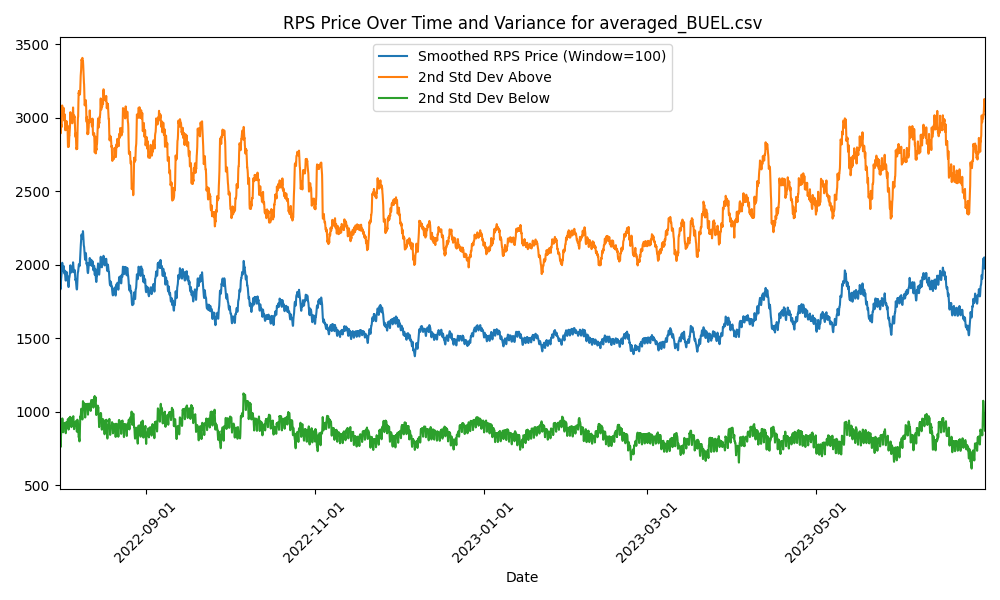 RPS Price Over Time and Variance for averaged_BUEL.csv
Smoothed RPS Price (Window=100)
2nd Std Dev Above
2nd Std Dev Below
3500
3000
2500
2000
1500
1000
500
2022-09-01
2022-11-01
2023-01-01
2023-03-01
2023-05-01
Date